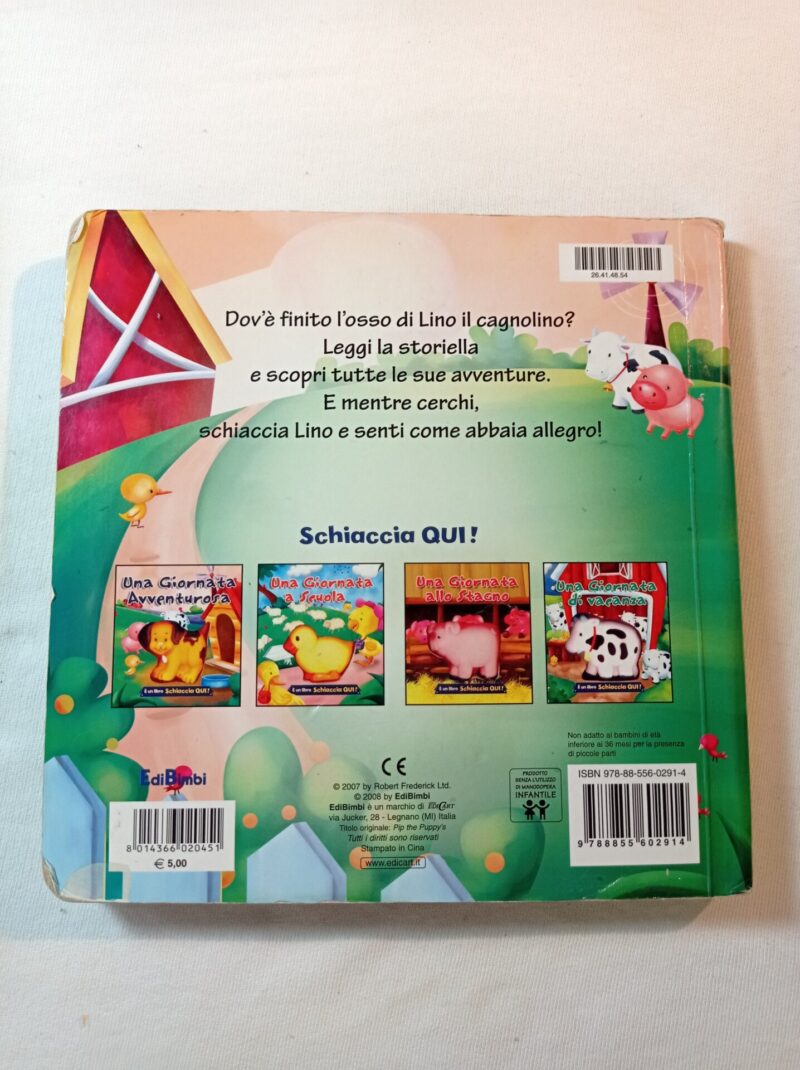 26.41.48.54
Dov'è finito l'osso di Lino il cagnolino?
Leggi la storiella
e scopri tutte le sue avventure.
E mentre cerchi,
schiaccia Lino e senti come abbaia allegro!
Schiaccia QUI!
Una Giornata
Avventurosa
È un libro Schiaccia QUI!
Una Giornata
a Scuola
È un libro Schiaccia QUI!
Una Giornata
allo Stagno
È un libro Schiaccia QUI!
Una Giornata
di vacanza
È un libro Schiaccia QUI!
Non adatto ai bambini di età
inferiore ai 36 mesi per la presenza
di piccole parti
EdiBimbi
8 014366 020451
€ 5,00
CE
© 2007 by Robert Frederick Ltd.
© 2008 by EdiBimbi
EdiBimbi è un marchio di EdiCart
via Jucker, 28 - Legnano (MI) Italia
Titolo originale: Pip the Puppy's
Tutti i diritti sono riservati
Stampato in Cina
www.edicart.it
PRODOTTO
SENZA L'UTILIZZO
DI MANODOPERA
INFANTILE
ISBN 978-88-556-0291-4
9 788855 602914